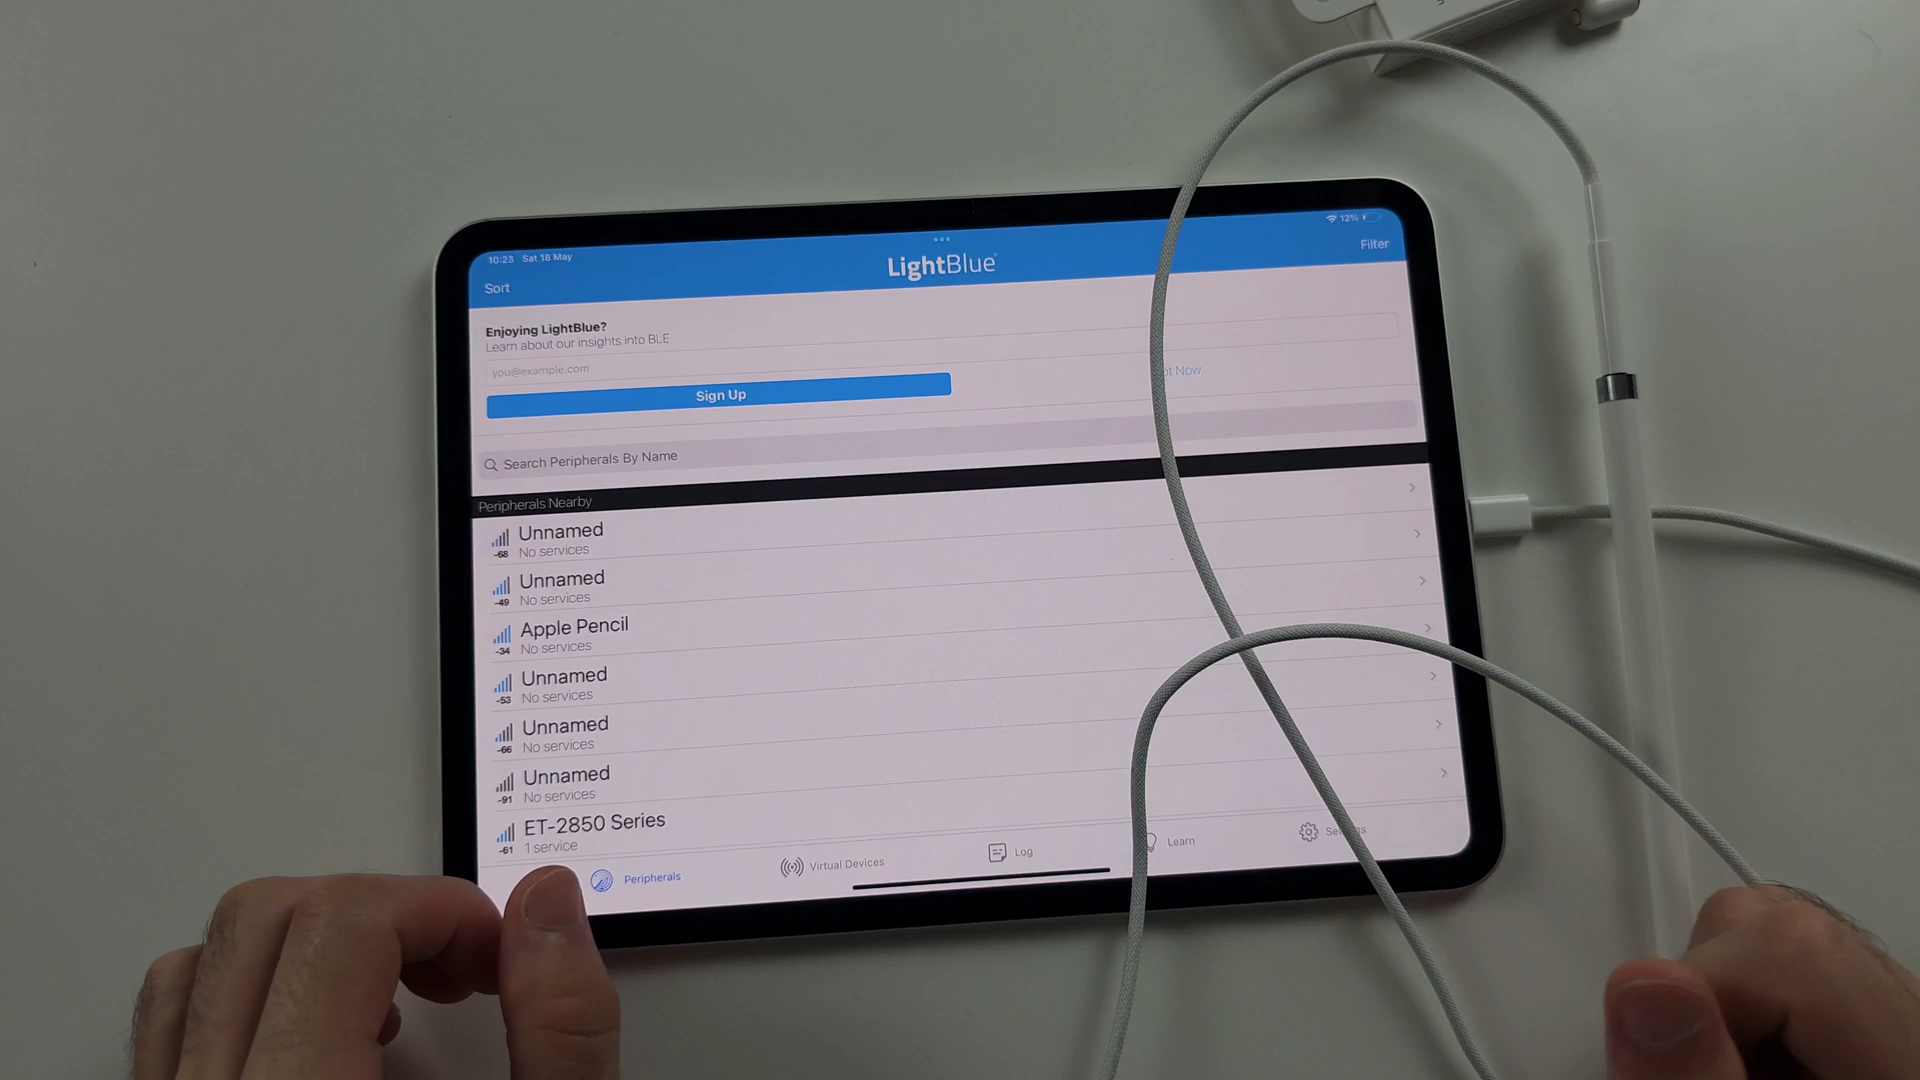 10:23 Sat 18 May
12%
Sort
LightBlue
Filter
Enjoying LightBlue?
Learn about our insights into BLE
you@example.com
Sign Up
ot Now
Search Peripherals By Name
Peripherals Nearby
Unnamed
-68
No services
Unnamed
-49
No services
Apple Pencil
-34
No services
Unnamed
-53
No services
Unnamed
-66
No services
Unnamed
-91
No services
ET-2850 Series
-61
1 service
Peripherals
Virtual Devices
Log
Learn